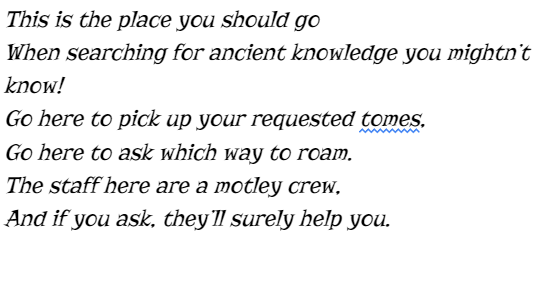 This is the place you should go
When searching for ancient knowledge you mightn't
know!
Go here to pick up your requested tomes,
Go here to ask which way to roam.
The staff here are a motley crew,
And if you ask, they'll surely help you.